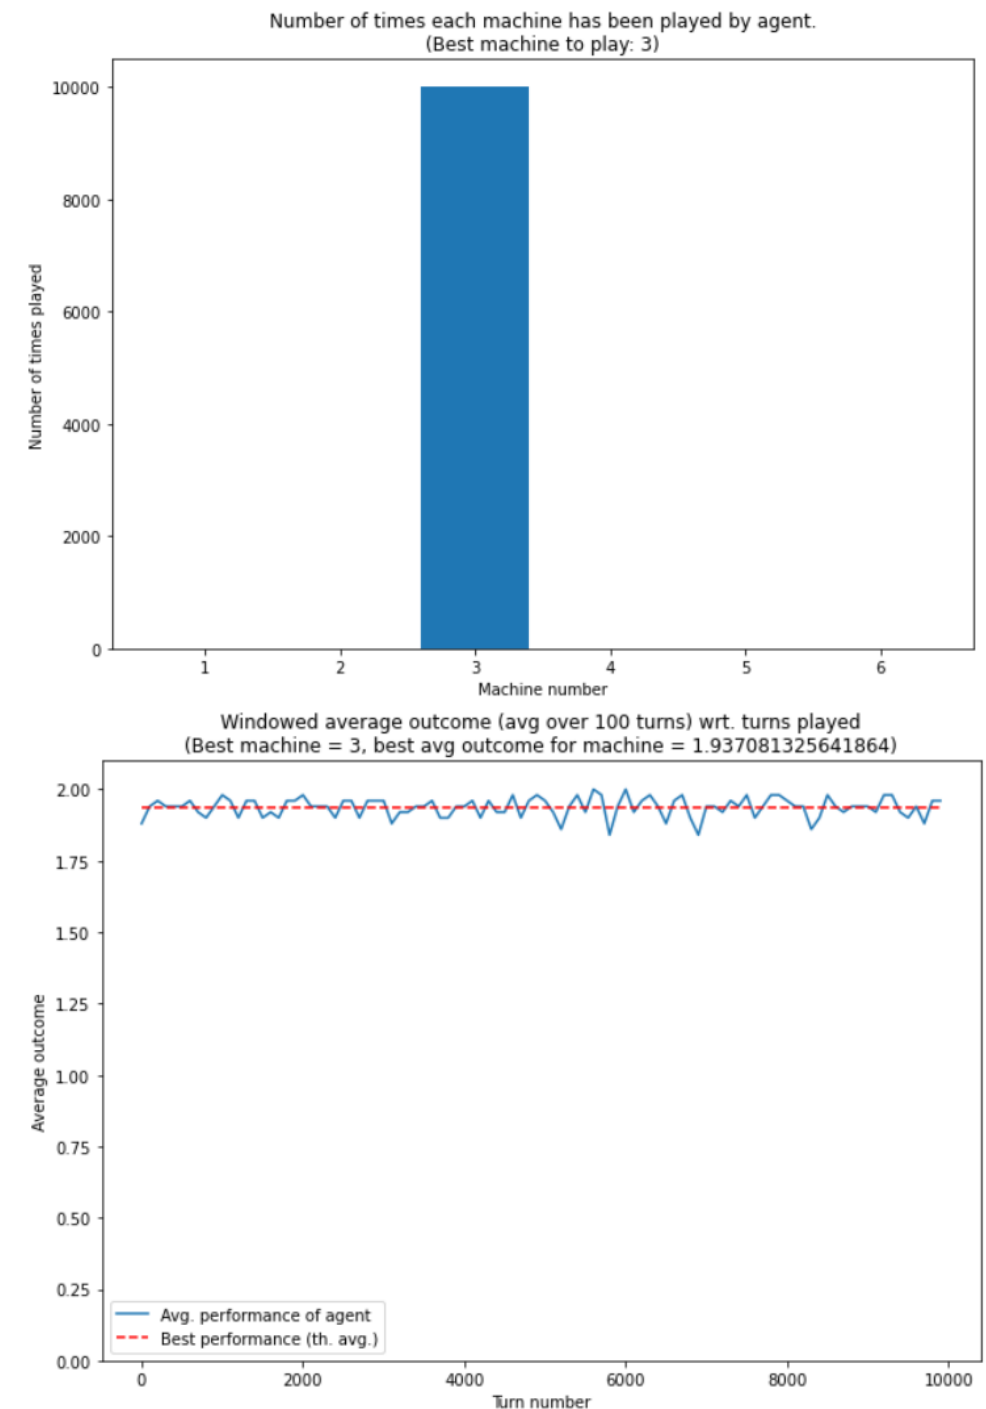 Number of times each machine has been played by agent.
(Best machine to play: 3)
10000
8000
6000
4000
2000
0
Number of times played
1 2 3 4 5 6
Machine number
Windowed average outcome (avg over 100 turns) wrt. turns played
(Best machine = 3, best avg outcome for machine = 1.937081325641864)
2.00
1.75
1.50
1.25
1.00
0.75
0.50
0.25
0.00
Average outcome
Avg. performance of agent
Best performance (th. avg.)
0 2000 4000 6000 8000 10000
Turn number